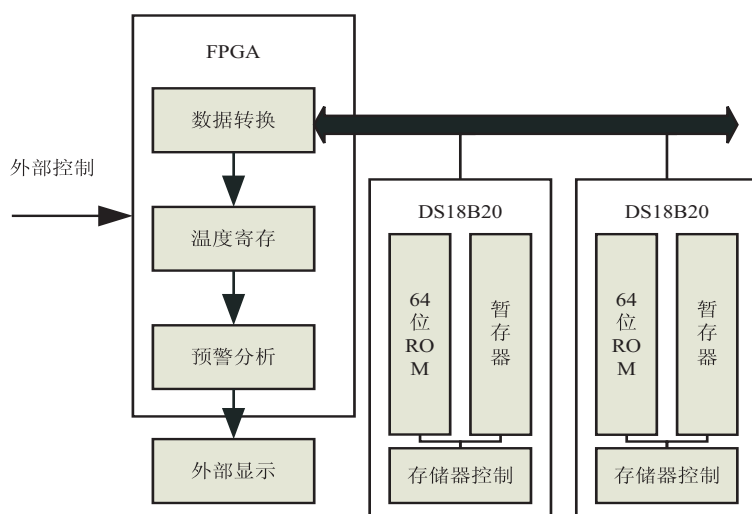 FPGA
数据转换
外部控制
温度寄存
预警分析
外部显示
DS18B20
64
位
RO
M
暂
存
器
存储器控制
DS18B20
64
位
RO
M
暂
存
器
存储器控制